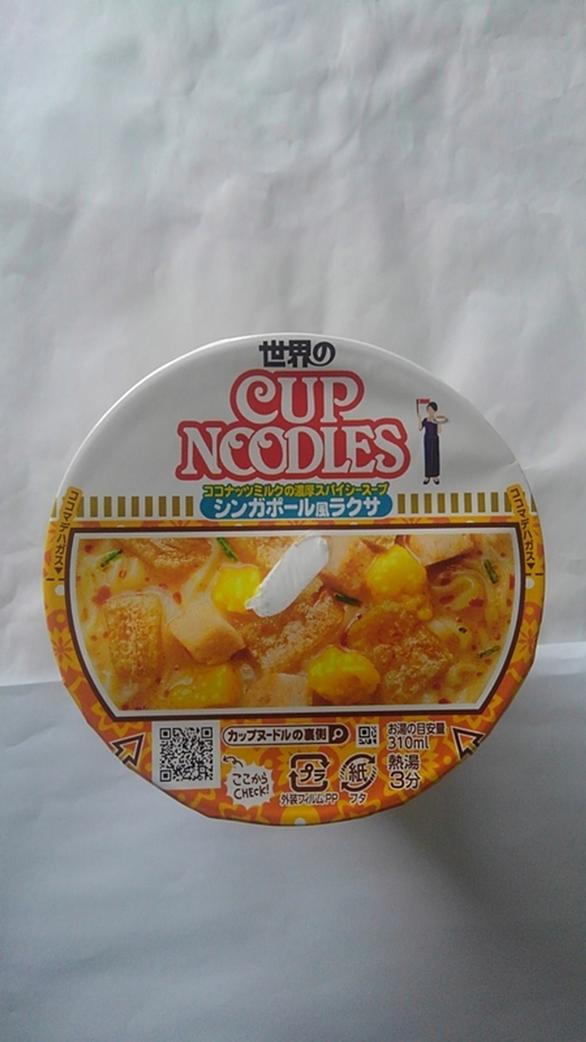 世界の
CUP
NOODLES
ココナッツミルクの濃厚スパイシースープ
シンガポール風ラクサ
ココマデハガス▼
ココマデハガス▼
カップヌードルの裏側
お湯の目安量
310ml
熱湯
3分
ここから
CHECK!
プラ
外装フィルム:PP
紙
フタ